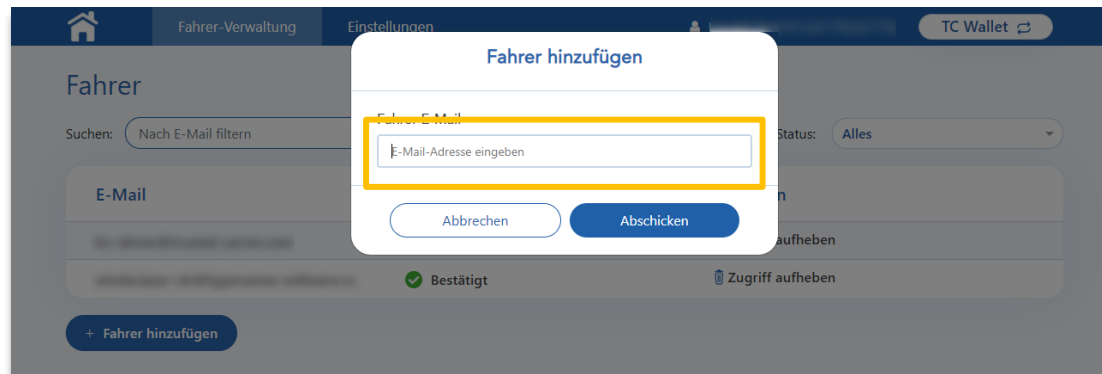 Fahrer-Verwaltung Einstellungen TC Wallet
Fahrer hinzufügen
Fahrer
Fahrer E-Mail
Suchen: Nach E-Mail filtern Status: Alles
E-Mail-Adresse eingeben
E-Mail
Abbrechen Abschicken
aufheben
Bestätigt Zugriff aufheben
+ Fahrer hinzufügen